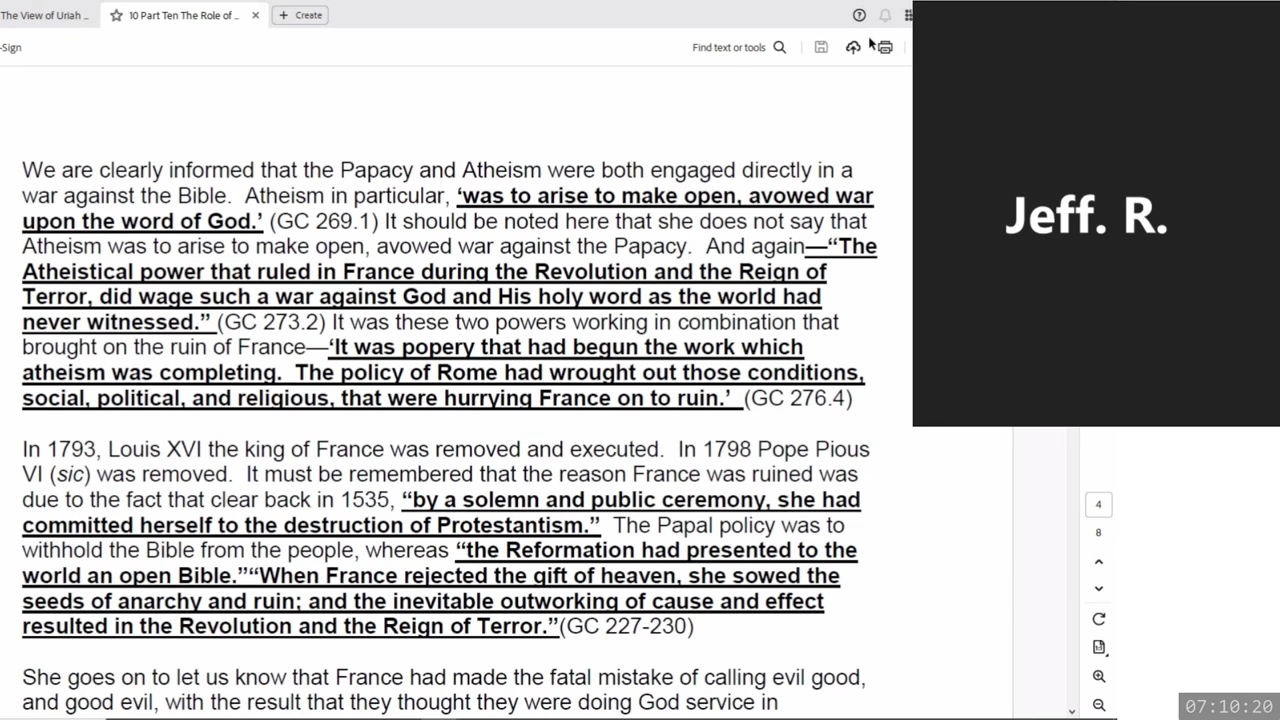 The View of Uriah ...
10 Part Ten The Role of ...
Create
-Sign
Find text or tools
We are clearly informed that the Papacy and Atheism were both engaged directly in a
war against the Bible.  Atheism in particular, ‘was to arise to make open, avowed war
upon the word of God.’ (GC 269.1) It should be noted here that she does not say that
Atheism was to arise to make open, avowed war against the Papacy.  And again—“The
Atheistical power that ruled in France during the Revolution and the Reign of
Terror, did wage such a war against God and His holy word as the world had
never witnessed.” (GC 273.2) It was these two powers working in combination that
brought on the ruin of France—‘It was popery that had begun the work which
atheism was completing.  The policy of Rome had wrought out those conditions,
social, political, and religious, that were hurrying France on to ruin.’ (GC 276.4)
In 1793, Louis XVI the king of France was removed and executed.  In 1798 Pope Pious
VI (sic) was removed.  It must be remembered that the reason France was ruined was
due to the fact that clear back in 1535, “by a solemn and public ceremony, she had
committed herself to the destruction of Protestantism.”  The Papal policy was to
withhold the Bible from the people, whereas “the Reformation had presented to the
world an open Bible.”“When France rejected the gift of heaven, she sowed the
seeds of anarchy and ruin; and the inevitable outworking of cause and effect
resulted in the Revolution and the Reign of Terror.”(GC 227-230)
She goes on to let us know that France had made the fatal mistake of calling evil good,
and good evil, with the result that they thought they were doing God service in
Jeff. R.
4
8
07:10:20